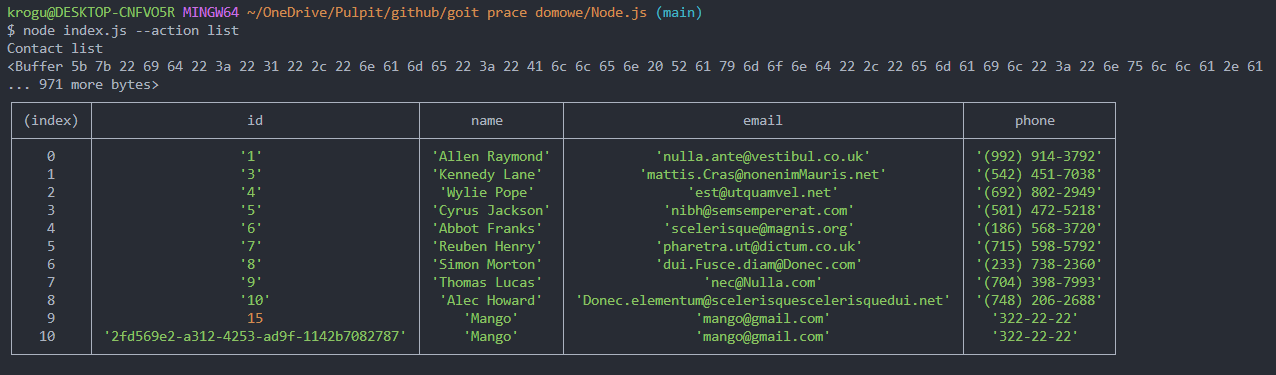 krogu@DESKTOP-CNFVO5R MINGW64 ~/OneDrive/Pulpit/github/goit prace domowe/Node.js (main)
$ node index.js --action list
Contact list
<Buffer 5b 7b 22 69 64 22 3a 22 31 22 2c 22 6e 61 6d 65 22 3a 22 41 6c 6c 65 6e 20 52 61 79 6d 6f 6e 64 22 2c 22 65 6d 61 69 6c 22 3a 22 6e 75 6c 6c 61 2e 61
... 971 more bytes>
(index) id name email phone
0 '1' 'Allen Raymond' 'nulla.ante@vestibul.co.uk' '(992) 914-3792'
1 '3' 'Kennedy Lane' 'mattis.Cras@nonenimMauris.net' '(542) 451-7038'
2 '4' 'Wylie Pope' 'est@utquamvel.net' '(692) 802-2949'
3 '5' 'Cyrus Jackson' 'nibh@semsempererat.com' '(501) 472-5218'
4 '6' 'Abbot Franks' 'scelerisque@magnis.org' '(186) 568-3720'
5 '7' 'Reuben Henry' 'pharetra.ut@dictum.co.uk' '(715) 598-5792'
6 '8' 'Simon Morton' 'dui.Fusce.diam@Donec.com' '(233) 738-2360'
7 '9' 'Thomas Lucas' 'nec@Nulla.com' '(704) 398-7993'
8 '10' 'Alec Howard' 'Donec.elementum@scelerisquescelerisquedui.net' '(748) 206-2688'
9 15 'Mango' 'mango@gmail.com' '322-22-22'
10 '2fd569e2-a312-4253-ad9f-1142b7082787' 'Mango' 'mango@gmail.com' '322-22-22'